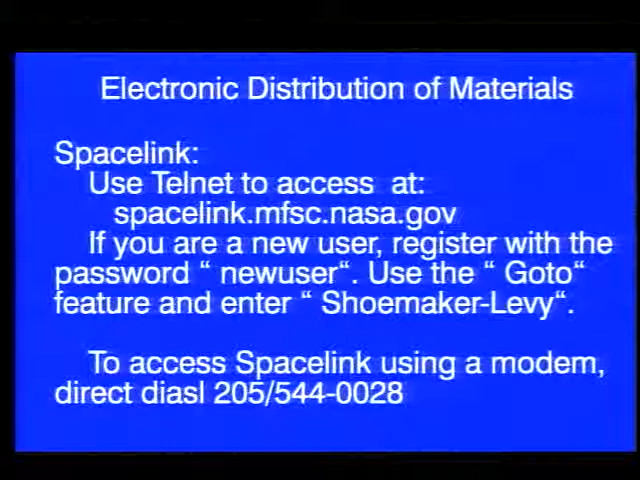 Electronic Distribution of Materials
Spacelink:
Use Telnet to access at:
spacelink.mfsc.nasa.gov
If you are a new user, register with the
password “ newuser“. Use the “ Goto“
feature and enter “ Shoemaker-Levy“.
To access Spacelink using a modem,
direct diasl 205/544-0028